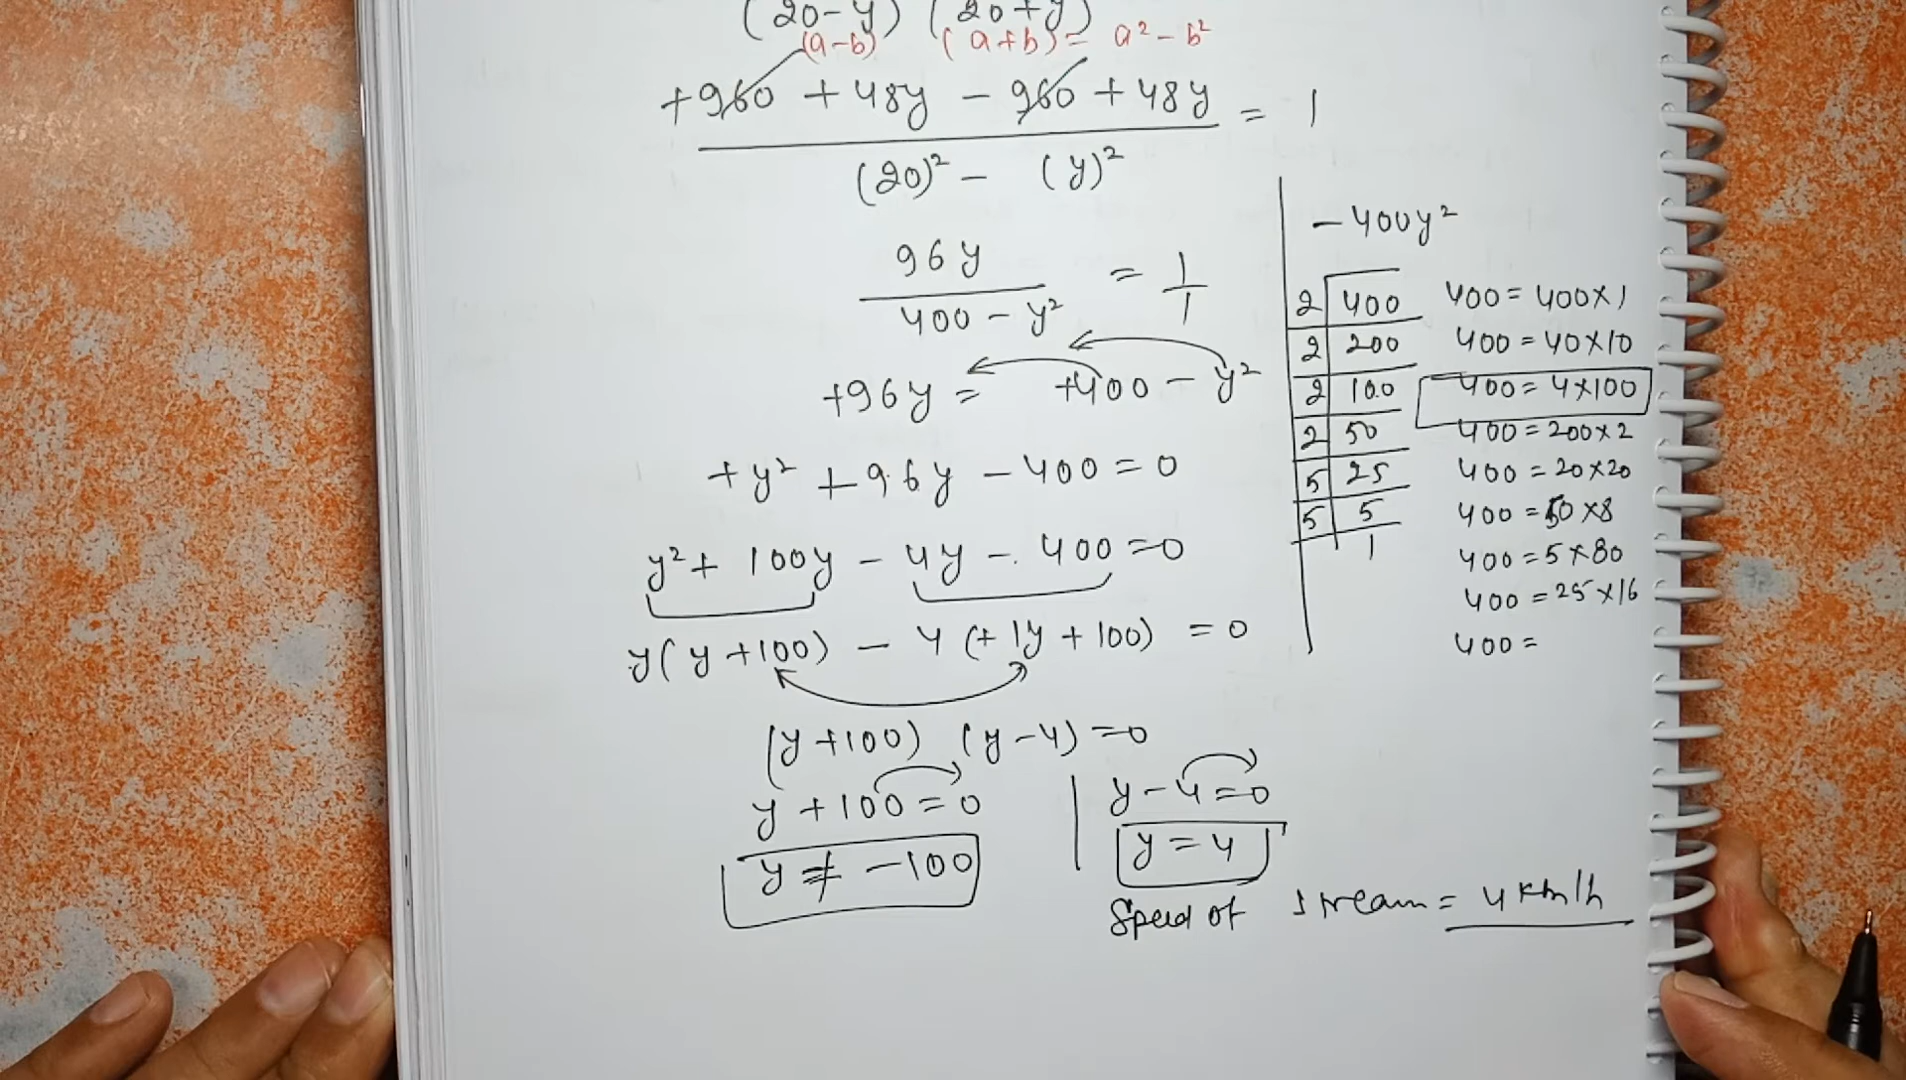 (20-y) (20+y)
(a-b) (a+b) = a² - b²
+960 + 48y - 960 + 48y = 1
(20)² - (y)²
96y = 1
400 - y² 1
+96y = +400 - y²
+y² + 96y - 400 = 0
y² + 100y - 4y - 400 = 0
y(y+100) - 4(+1y+100) = 0
(y+100) (y-4) = 0
y + 100 = 0
y ≠ -100
y - 4 = 0
y = 4
Speed of stream = 4 km/h
- 400y²
2 400
2 200
2 100
2 50
5 25
5 5
1
400 = 400×1
400 = 40×10
400 = 4×100
400 = 200×2
400 = 20×20
400 = 50×8
400 = 5×80
400 = 25×16
400 =